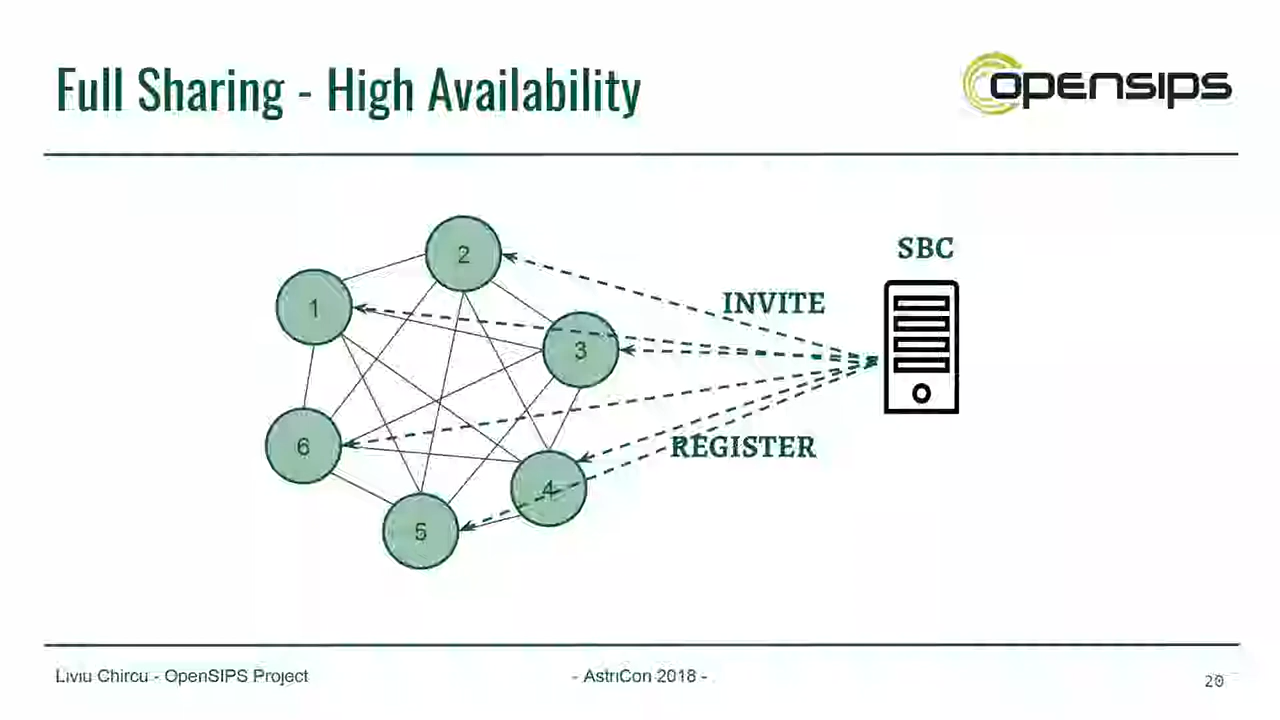 Full Sharing - High Availability
opensips
2
SBC
1
INVITE
3
6
REGISTER
4
5
Liviu Chircu - OpenSIPS Project
- AstriCon 2018 -
20